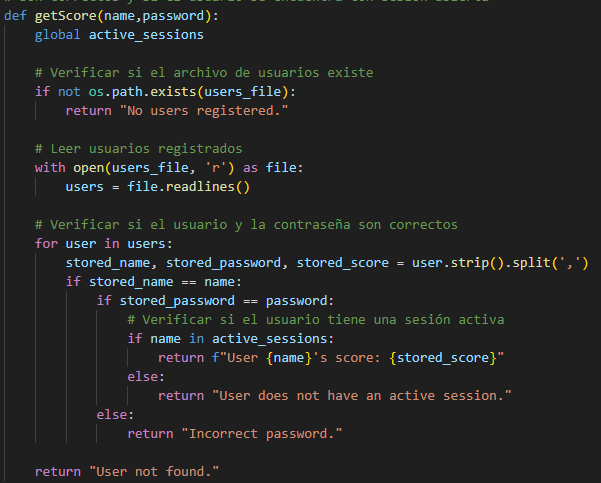 def getScore(name,password):
    global active_sessions
    # Verificar si el archivo de usuarios existe
    if not os.path.exists(users_file):
        return "No users registered."
    # Leer usuarios registrados
    with open(users_file, 'r') as file:
        users = file.readlines()
    # Verificar si el usuario y la contraseña son correctos
    for user in users:
        stored_name, stored_password, stored_score = user.strip().split(',')
        if stored_name == name:
            if stored_password == password:
                # Verificar si el usuario tiene una sesión activa
                if name in active_sessions:
                    return f"User {name}'s score: {stored_score}"
                else:
                    return "User does not have an active session."
            else:
                return "Incorrect password."
    return "User not found."